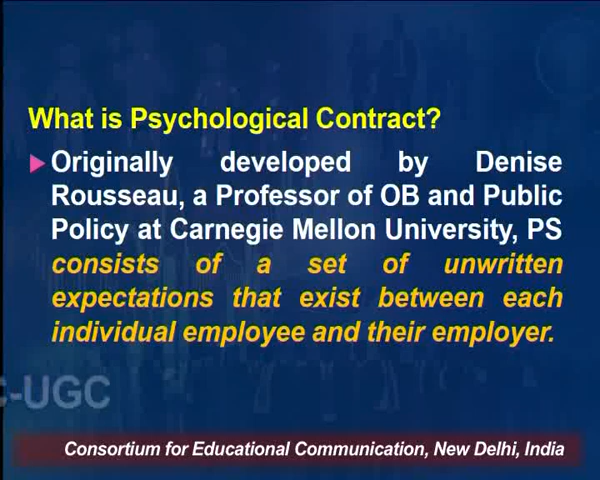 What is Psychological Contract?
Originally developed by Denise
Rousseau, a Professor of OB and Public
Policy at Carnegie Mellon University, PS
consists of a set of unwritten
expectations that exist between each
individual employee and their employer.
C-UGC
Consortium for Educational Communication, New Delhi, India